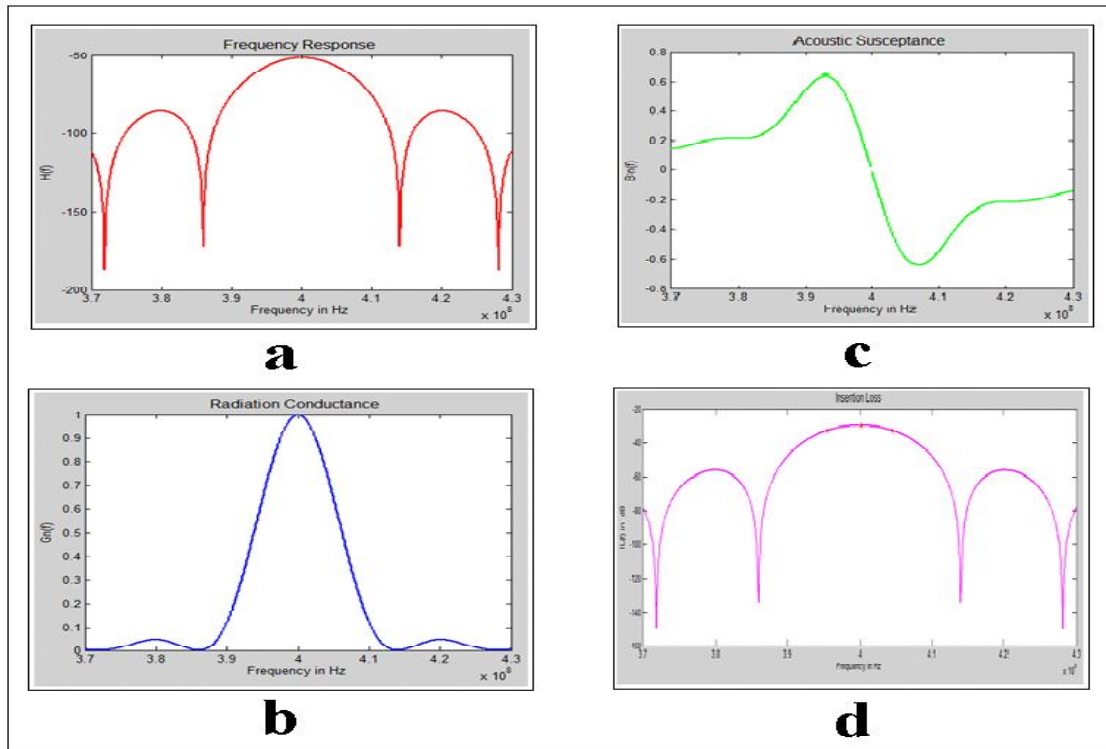 Frequency Response
-50
-100
-150
-200
H(f)
3.7 3.8 3.9 4 4.1 4.2 4.3
Frequency in Hz
x 10^8
a
Acoustic Susceptance
0.8
0.6
0.4
0.2
0
-0.2
-0.4
-0.6
-0.8
3.7 3.8 3.9 4 4.1 4.2 4.3
Frequency in Hz
x 10^8
c
Radiation Conductance
1
0.9
0.8
0.7
0.6
0.5
0.4
0.3
0.2
0.1
0
Gn(f)
3.7 3.8 3.9 4 4.1 4.2 4.3
Frequency in Hz
x 10^8
b
Insertion Loss
-20
-40
-60
-80
-100
-120
-140
-160
in dB
3.7 3.8 3.9 4 4.1 4.2 4.3
Frequency in Hz
d